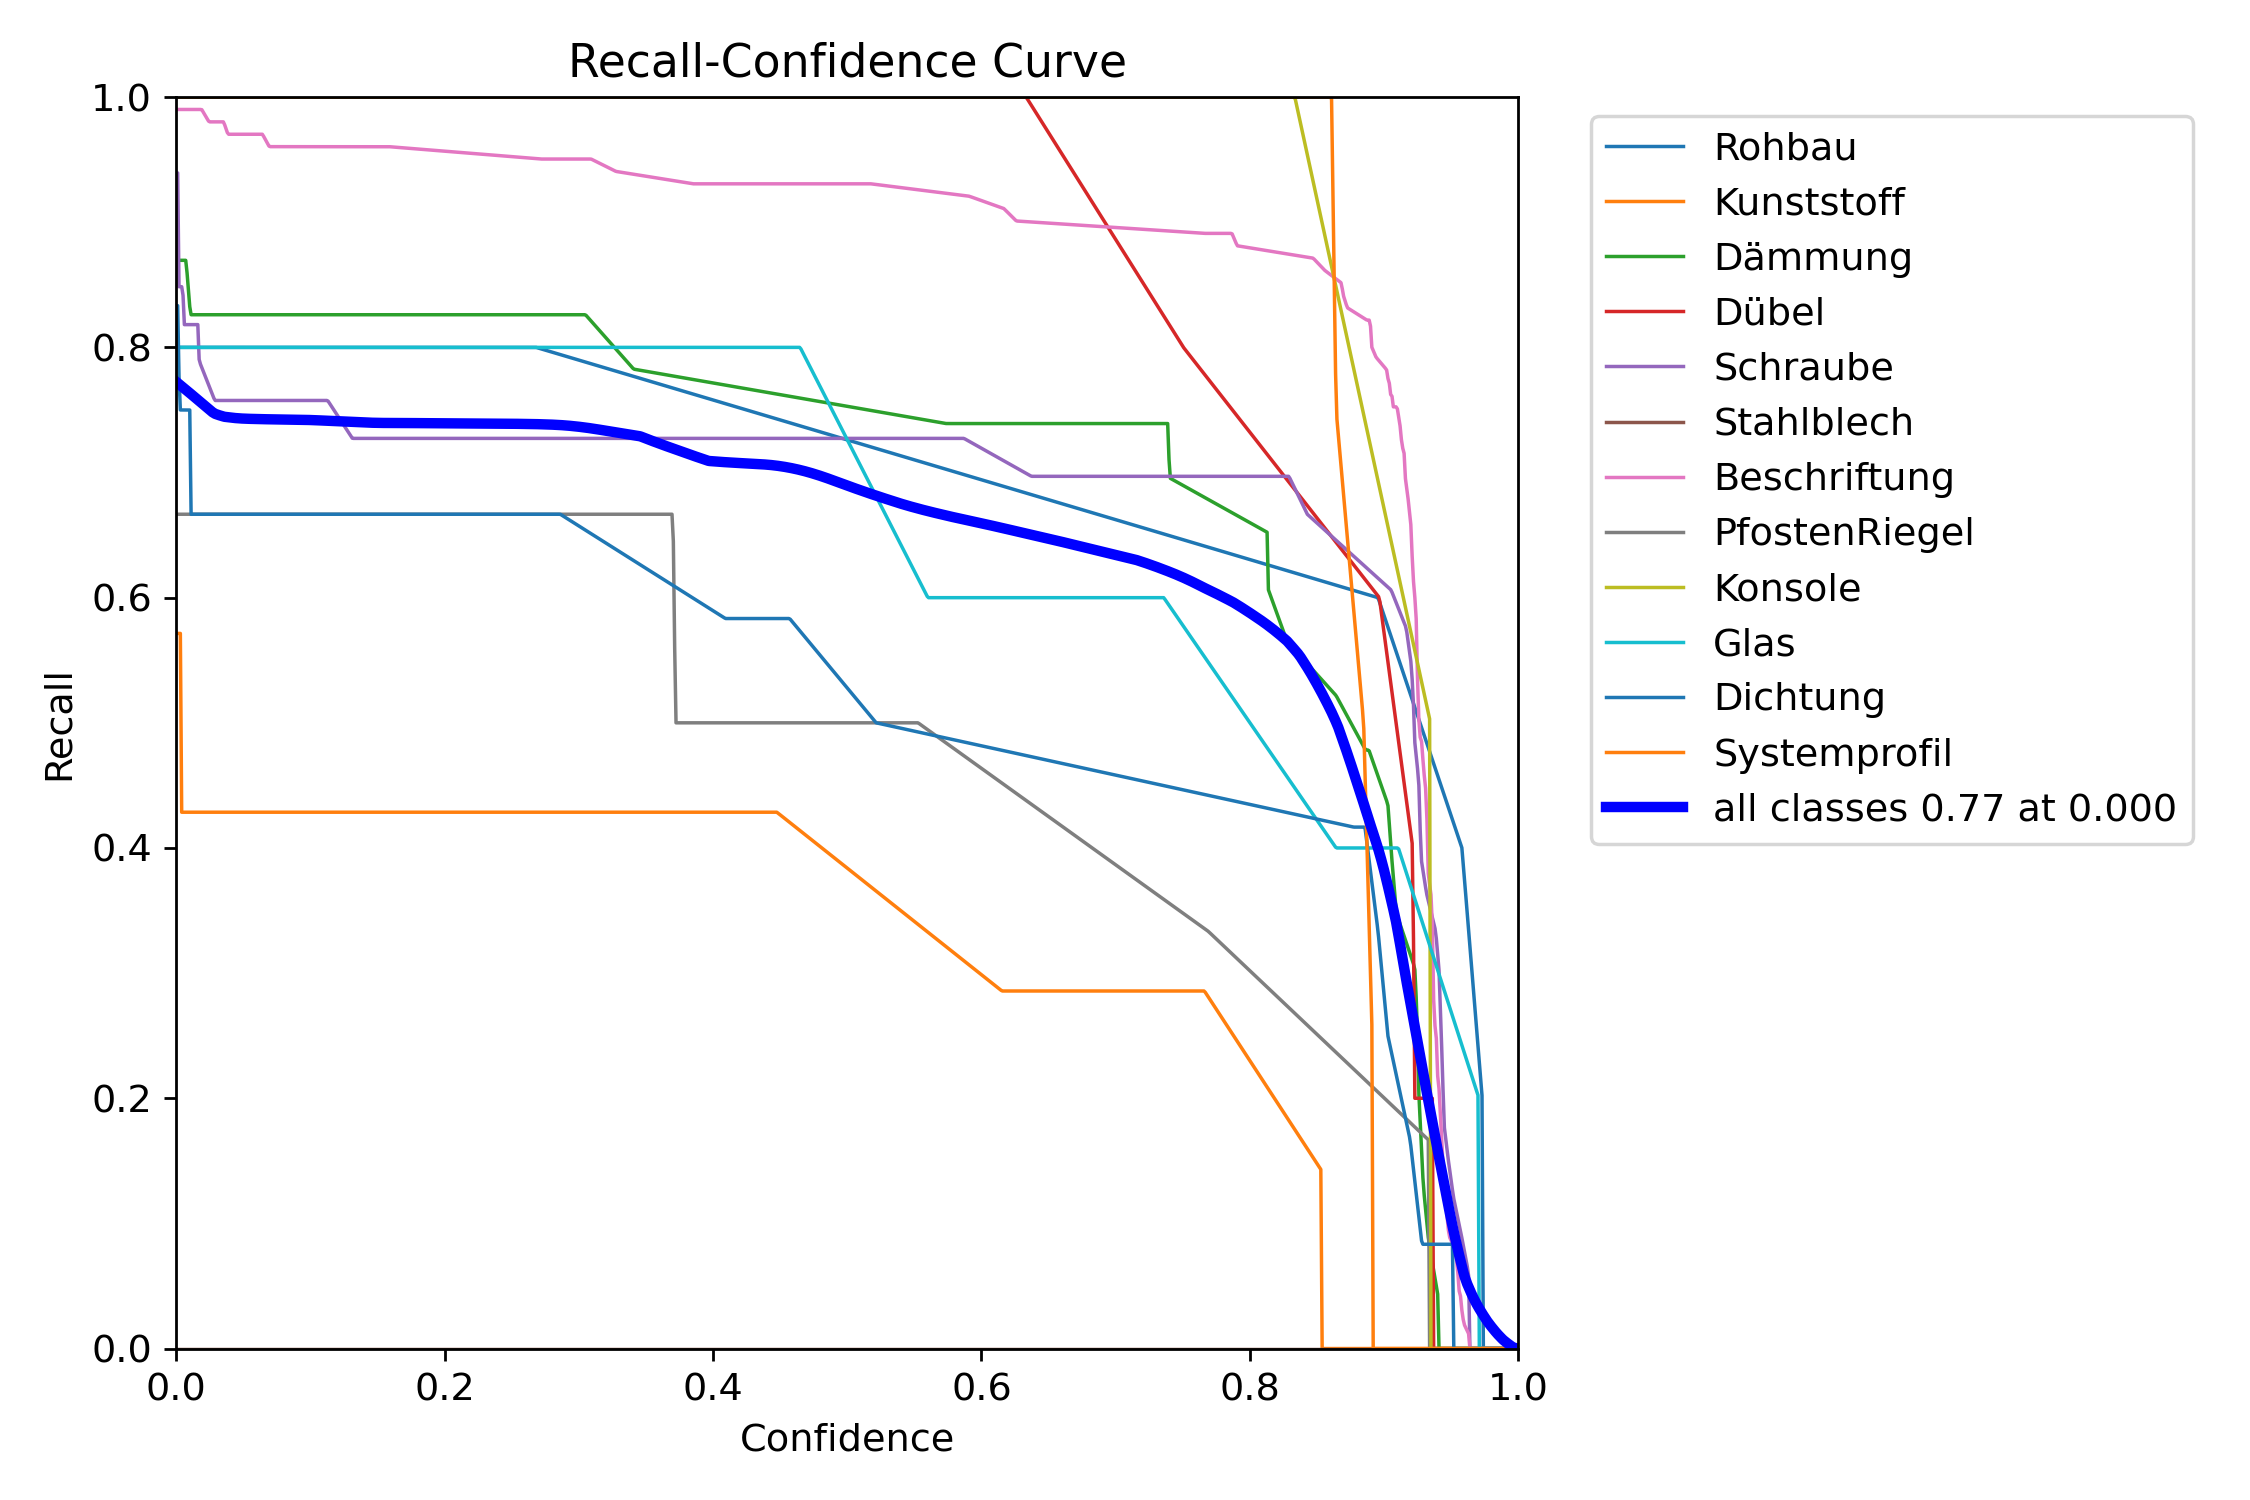 Recall-Confidence Curve
1.0
0.8
0.6
0.4
0.2
0.0
Recall
0.0 0.2 0.4 0.6 0.8 1.0
Confidence
Rohbau
Kunststoff
Dämmung
Dübel
Schraube
Stahlblech
Beschriftung
PfostenRiegel
Konsole
Glas
Dichtung
Systemprofil
all classes 0.77 at 0.000